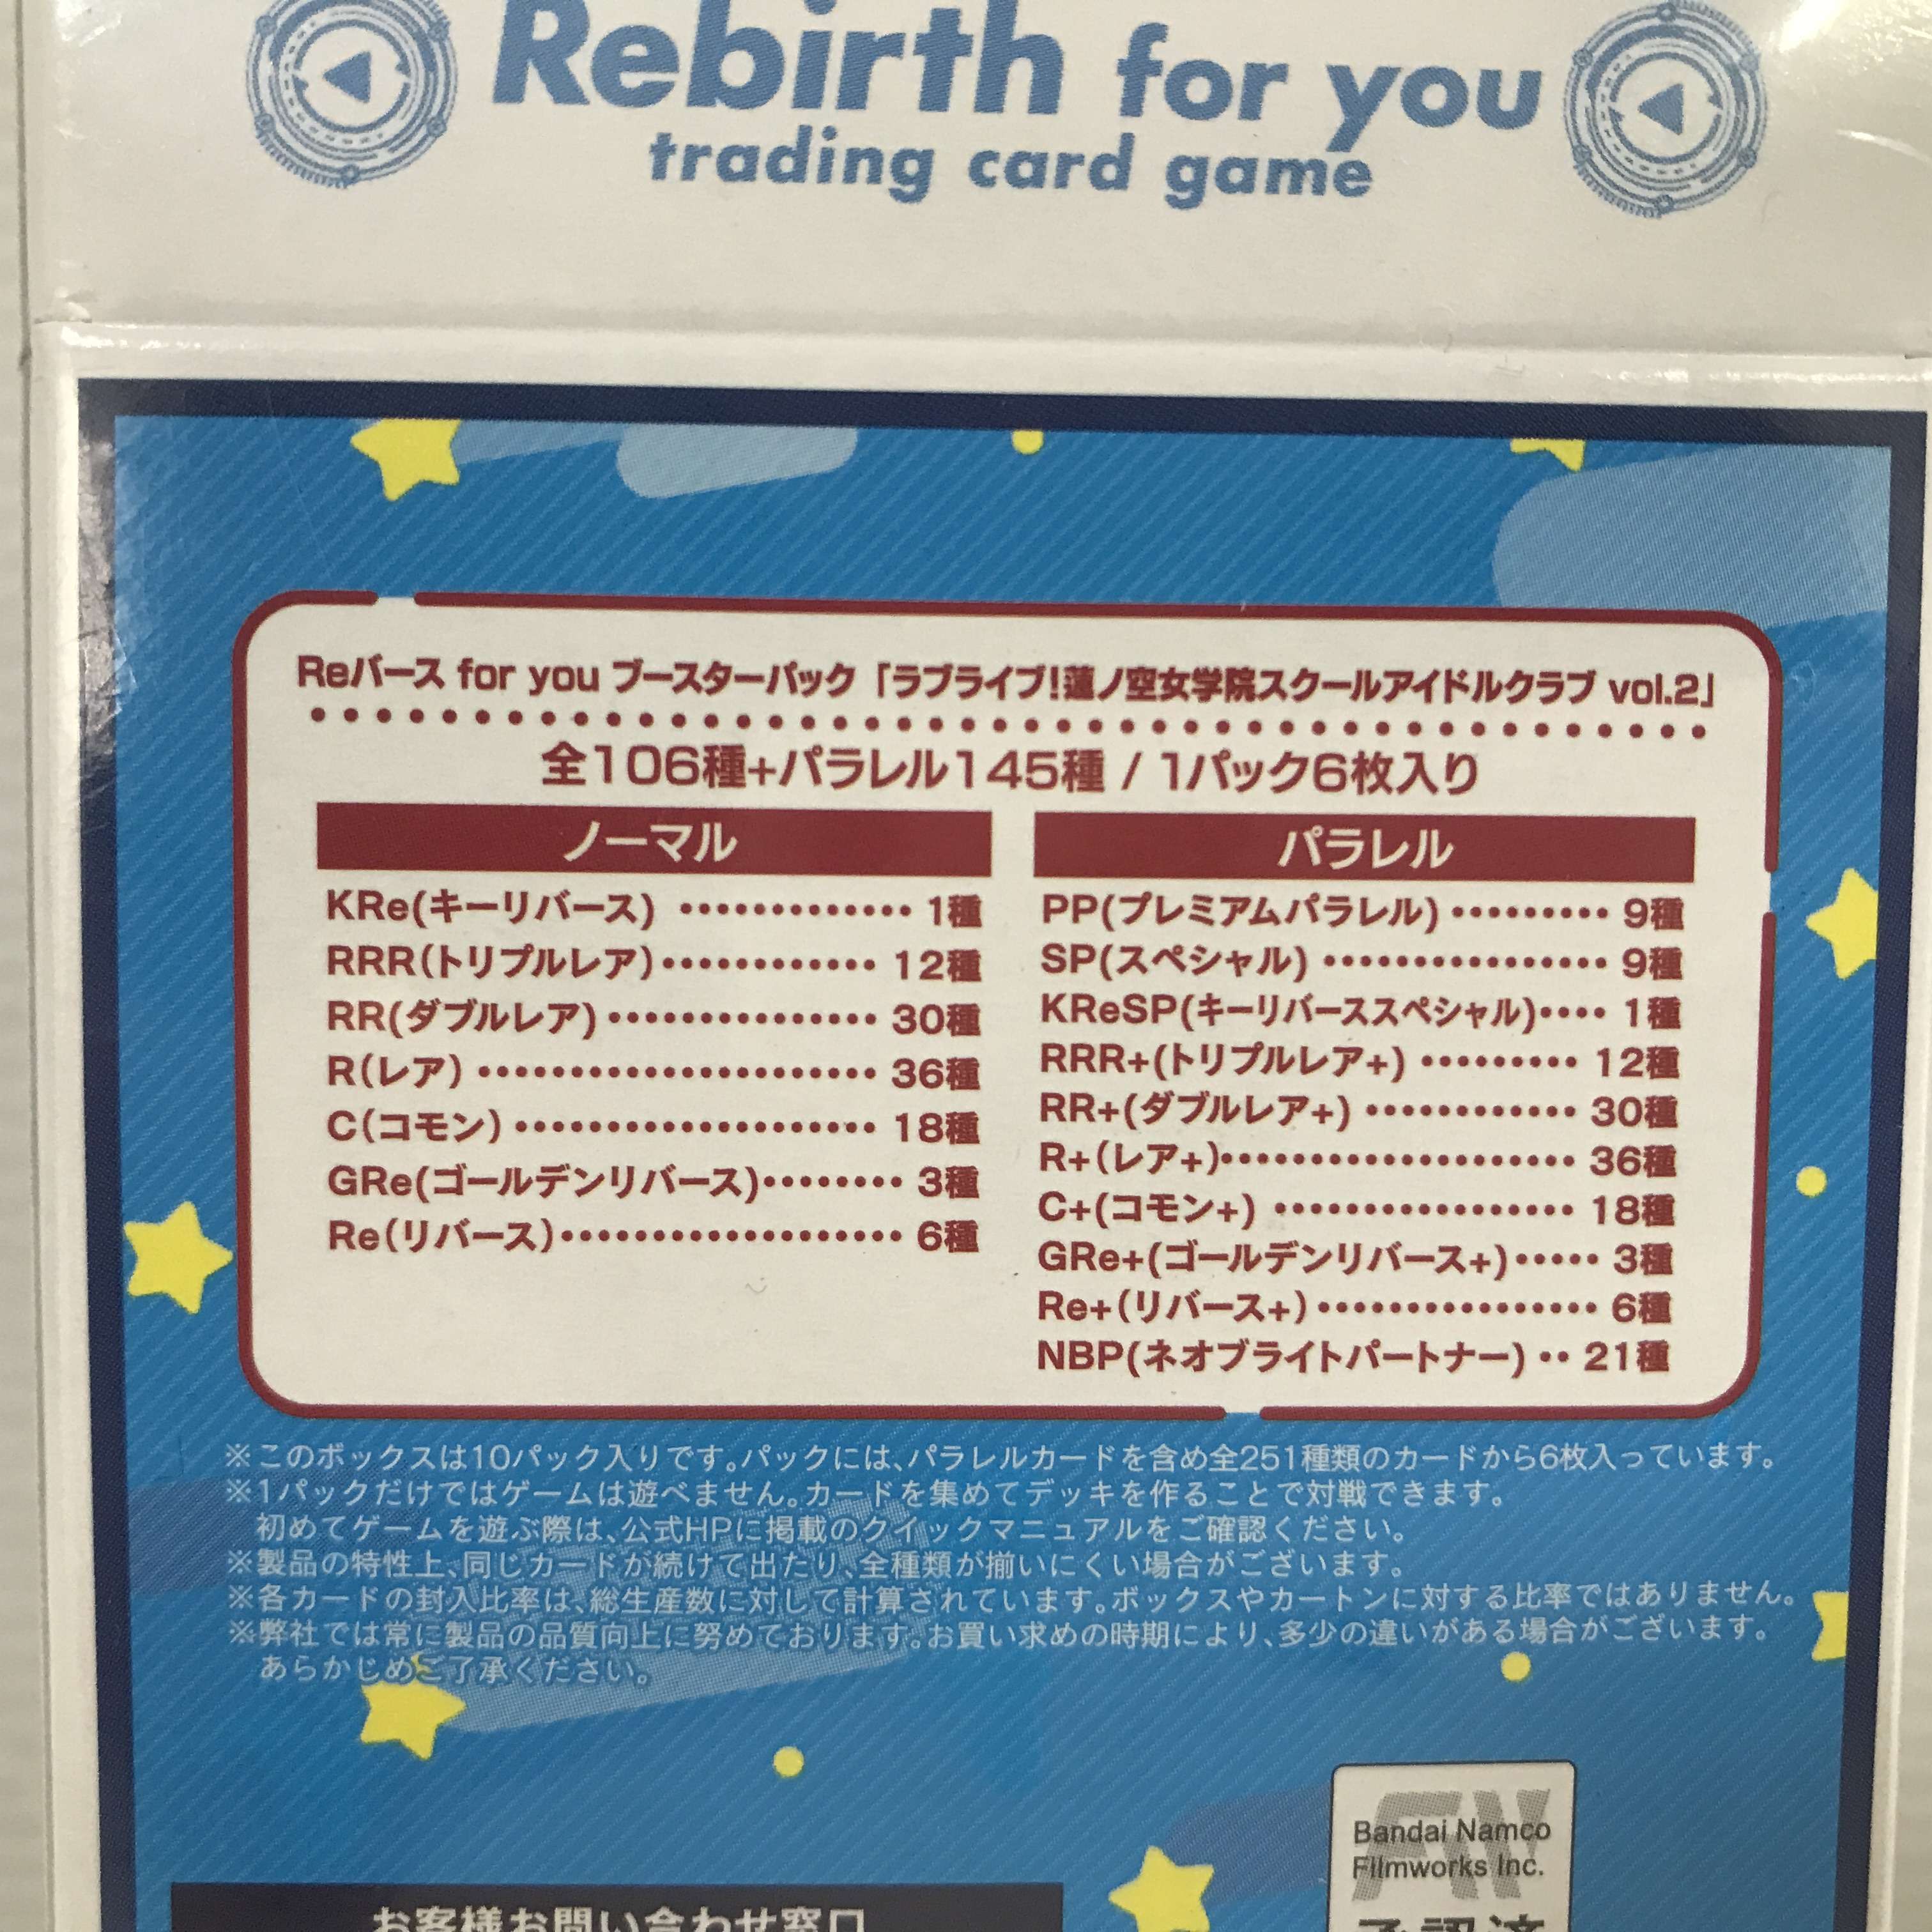 Rebirth for you
trading card game
Reバース for you ブースターパック「ラブライブ!蓮ノ空女学院スクールアイドルクラブ vol.2」
全106種+パラレル145種 / 1パック6枚入り
ノーマル
KRe(キーリバース) ············· 1種
RRR(トリプルレア)············ 12種
RR(ダブルレア)··············· 30種
R(レア)······················ 36種
C(コモン)···················· 18種
GRe(ゴールデンリバース)········ 3種
Re(リバース)··················· 6種
パラレル
PP(プレミアムパラレル)········· 9種
SP(スペシャル)················ 9種
KReSP(キーリバーススペシャル)···· 1種
RRR+(トリプルレア+)········· 12種
RR+(ダブルレア+)············ 30種
R+(レア+)···················· 36種
C+(コモン+)················· 18種
GRe+(ゴールデンリバース+)····· 3種
Re+(リバース+)················ 6種
NBP(ネオブライトパートナー)·· 21種
※このボックスは10パック入りです。パックには、パラレルカードを含め全251種類のカードから6枚入っています。
※1パックだけではゲームは遊べません。カードを集めてデッキを作ることで対戦できます。
初めてゲームを遊ぶ際は、公式HPに掲載のクイックマニュアルをご確認ください。
※製品の特性上、同じカードが続けて出たり、全種類が揃いにくい場合がございます。
※各カードの封入比率は、総生産数に対して計算されています。ボックスやカートンに対する比率ではありません。
※弊社では常に製品の品質向上に努めております。お買い求めの時期により、多少の違いがある場合がございます。
あらかじめご了承ください。
Bandai Namco
Filmworks Inc.
承認済
お客様お問い合わせ窓口